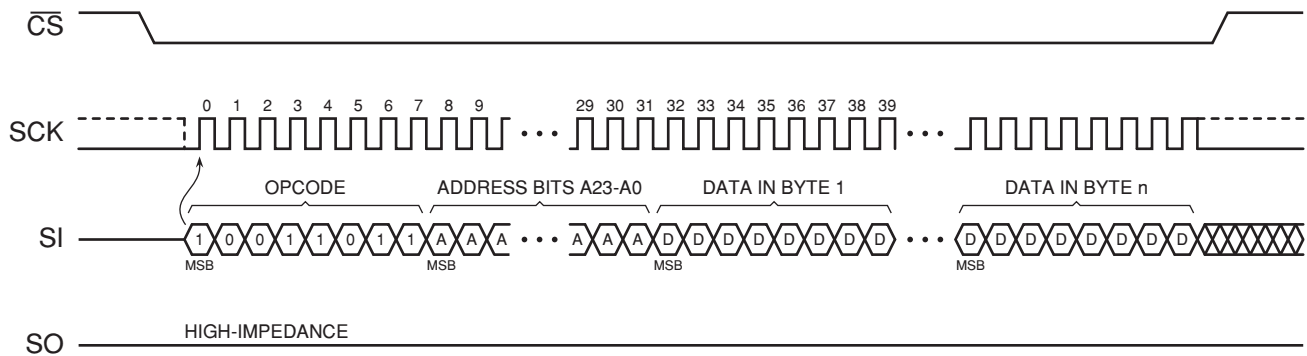 CS
0 1 2 3 4 5 6 7 8 9 29 30 31 32 33 34 35 36 37 38 39
SCK
OPCODE ADDRESS BITS A23-A0 DATA IN BYTE 1 DATA IN BYTE n
SI 1 0 0 1 1 0 1 1 A A A • • • A A A D D D D D D D D • • • D D D D D D D D
MSB MSB MSB MSB
HIGH-IMPEDANCE
SO